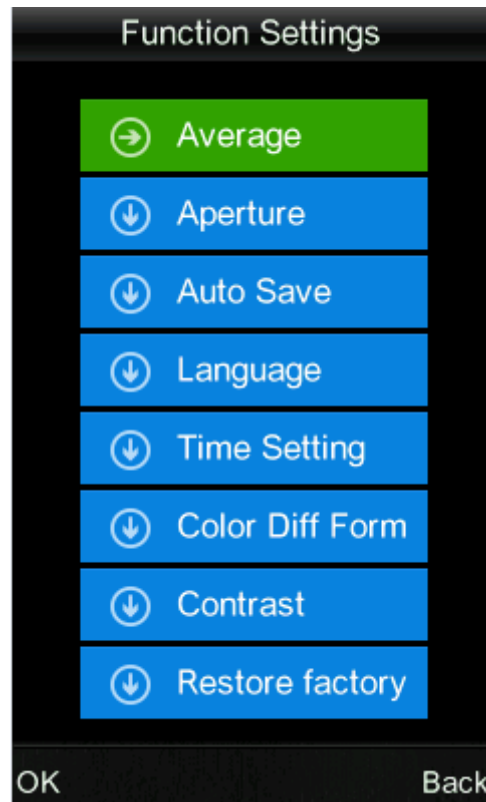 Function Settings
Average
Aperture
Auto Save
Language
Time Setting
Color Diff Form
Contrast
Restore factory
OK Back